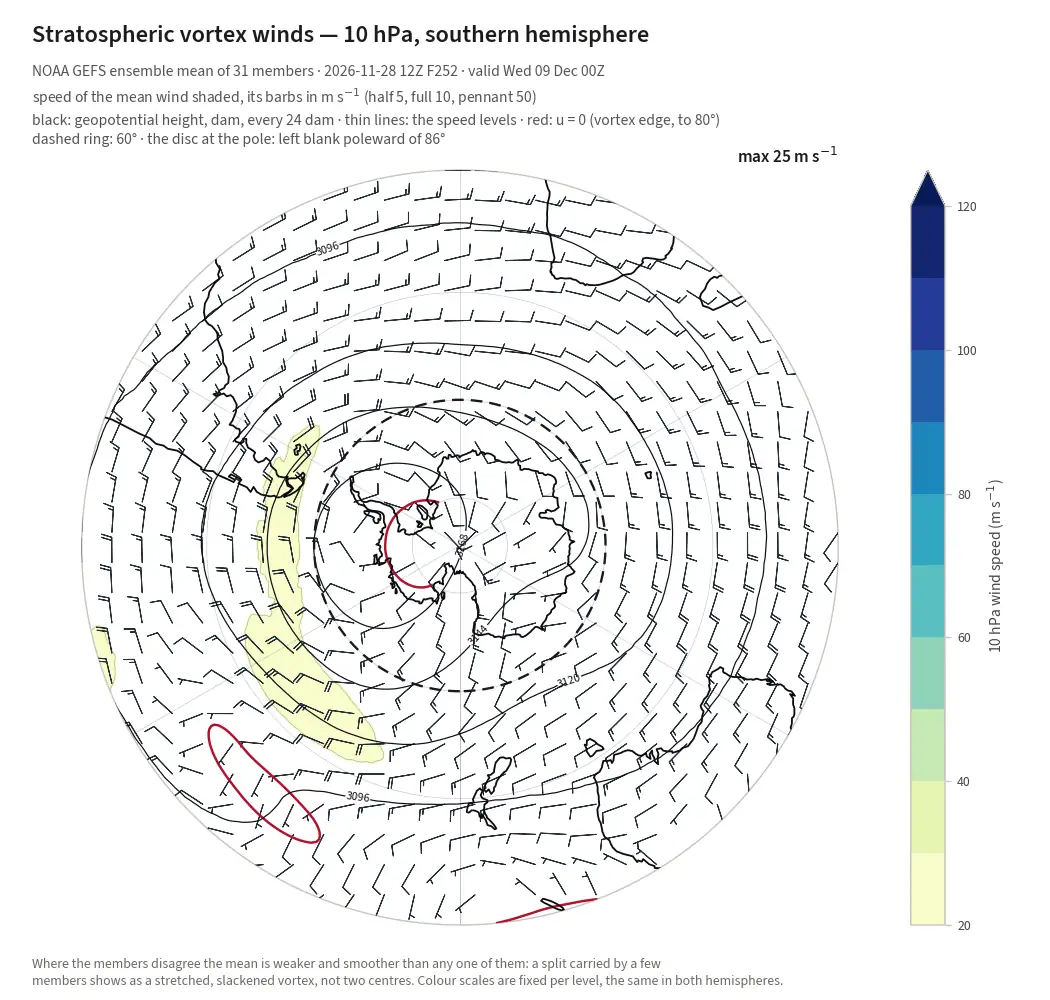 Stratospheric vortex winds — 10 hPa, southern hemisphere
NOAA GEFS ensemble mean of 31 members · 2026-11-28 12Z F252 · valid Wed 09 Dec 00Z
speed of the mean wind shaded, its barbs in m s⁻¹ (half 5, full 10, pennant 50)
black: geopotential height, dam, every 24 dam · thin lines: the speed levels · red: u = 0 (vortex edge, to 80°)
dashed ring: 60° · the disc at the pole: left blank poleward of 86°
max 25 m s⁻¹
120
100
80
60
40
20
10 hPa wind speed (m s⁻¹)
3096
3168
3144
3120
3096
Where the members disagree the mean is weaker and smoother than any one of them: a split carried by a few
members shows as a stretched, slackened vortex, not two centres. Colour scales are fixed per level, the same in both hemispheres.